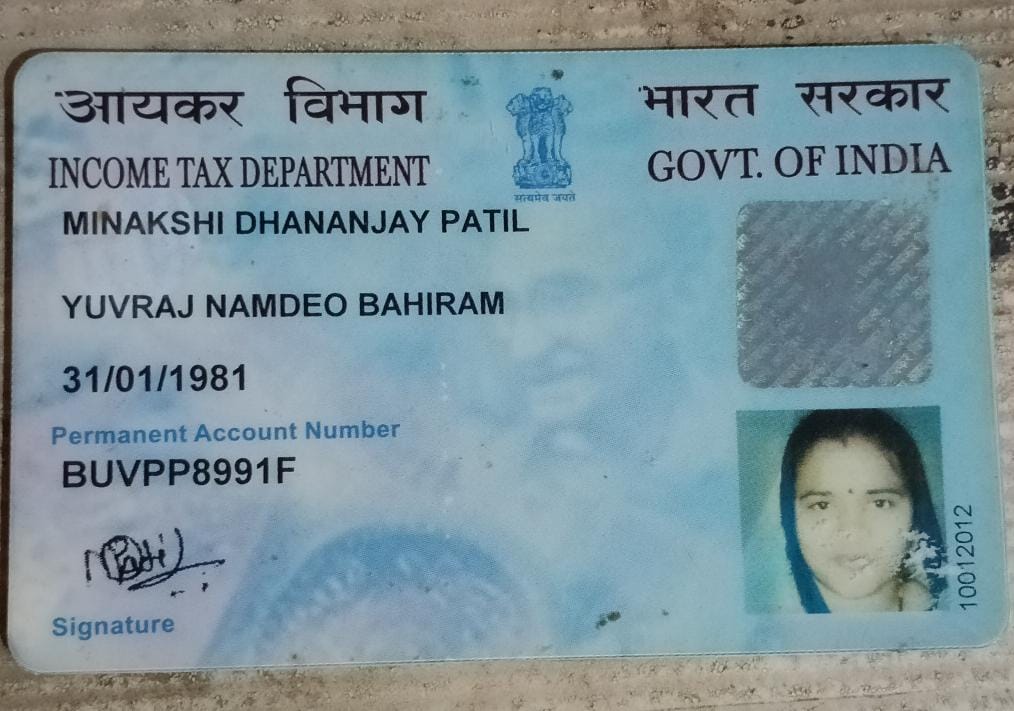 आयकर विभाग
INCOME TAX DEPARTMENT
भारत सरकार
GOVT. OF INDIA
सत्यमेव जयते
MINAKSHI DHANANJAY PATIL
YUVRAJ NAMDEO BAHIRAM
31/01/1981
Permanent Account Number
BUVPP8991F
MPatil
Signature
10012012